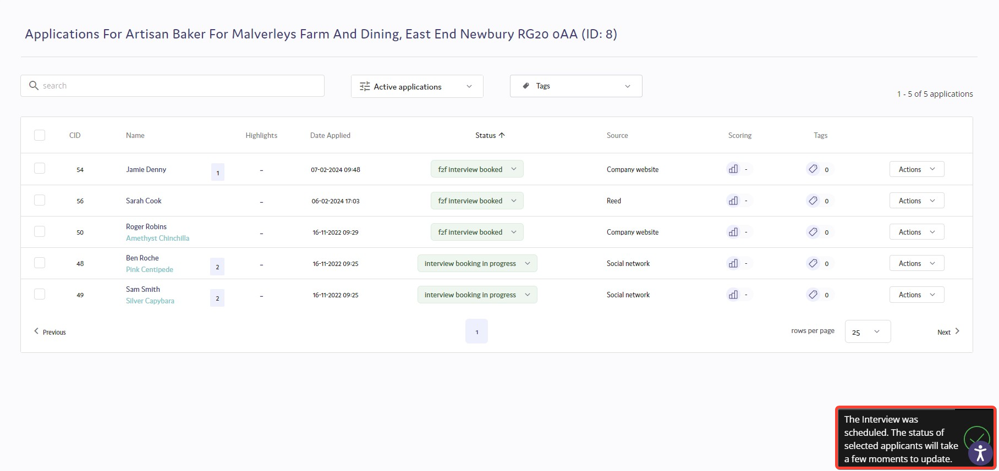 Applications For Artisan Baker For Malverleys Farm And Dining, East End Newbury RG20 0AA (ID: 8)
search
Active applications
Tags
1 - 5 of 5 applications
CID Name Highlights Date Applied Status Source Scoring Tags
54 Jamie Denny 1 – 07-02-2024 09:48 f2f interview booked Company website - 0 Actions
56 Sarah Cook – 06-02-2024 17:03 f2f interview booked Reed - 0 Actions
Roger Robins
50 Amethyst Chinchilla – 16-11-2022 09:29 f2f interview booked Company website - 0 Actions
Ben Roche
48 Pink Centipede 2 – 16-11-2022 09:25 interview booking in progress Social network - 0 Actions
Sam Smith
49 Silver Capybara 2 – 16-11-2022 09:25 interview booking in progress Social network - 0 Actions
Previous 1 rows per page 25 Next
The Interview was
scheduled. The status of
selected applicants will take
a few moments to update.